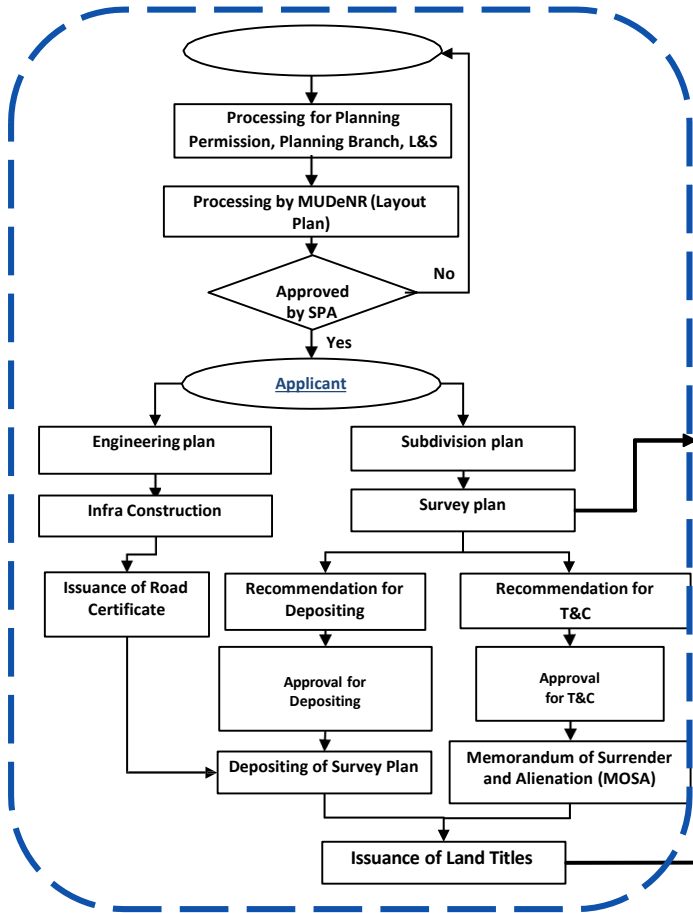 Processing for Planning
Permission, Planning Branch, L&S
Processing by MUDeNR (Layout
Plan)
No
Approved
by SPA
Yes
Applicant
Engineering plan
Subdivision plan
Infra Construction
Survey plan
Issuance of Road
Certificate
Recommendation for
Depositing
Recommendation for
T&C
Approval for
Depositing
Approval
for T&C
Depositing of Survey Plan
Memorandum of Surrender
and Alienation (MOSA)
Issuance of Land Titles